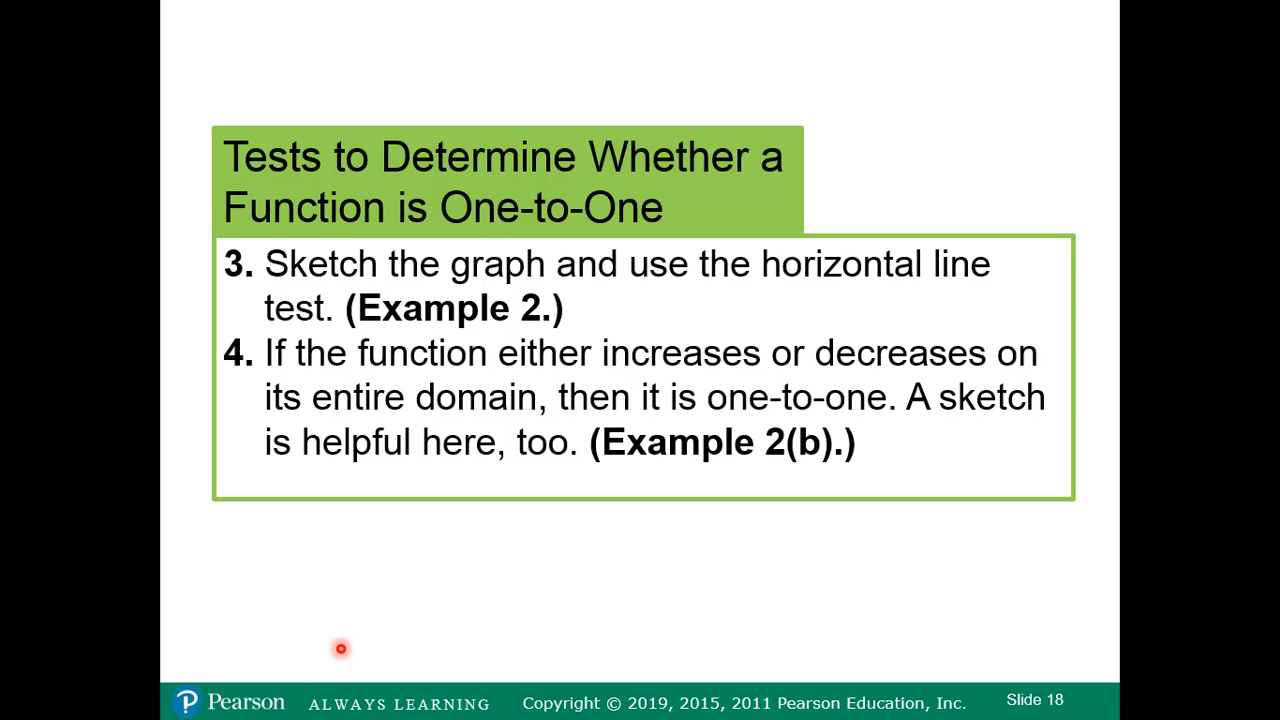 Tests to Determine Whether a
Function is One-to-One
3. Sketch the graph and use the horizontal line
test. (Example 2.)
4. If the function either increases or decreases on
its entire domain, then it is one-to-one. A sketch
is helpful here, too. (Example 2(b).)
Pearson ALWAYS LEARNING Copyright © 2019, 2015, 2011 Pearson Education, Inc. Slide 18